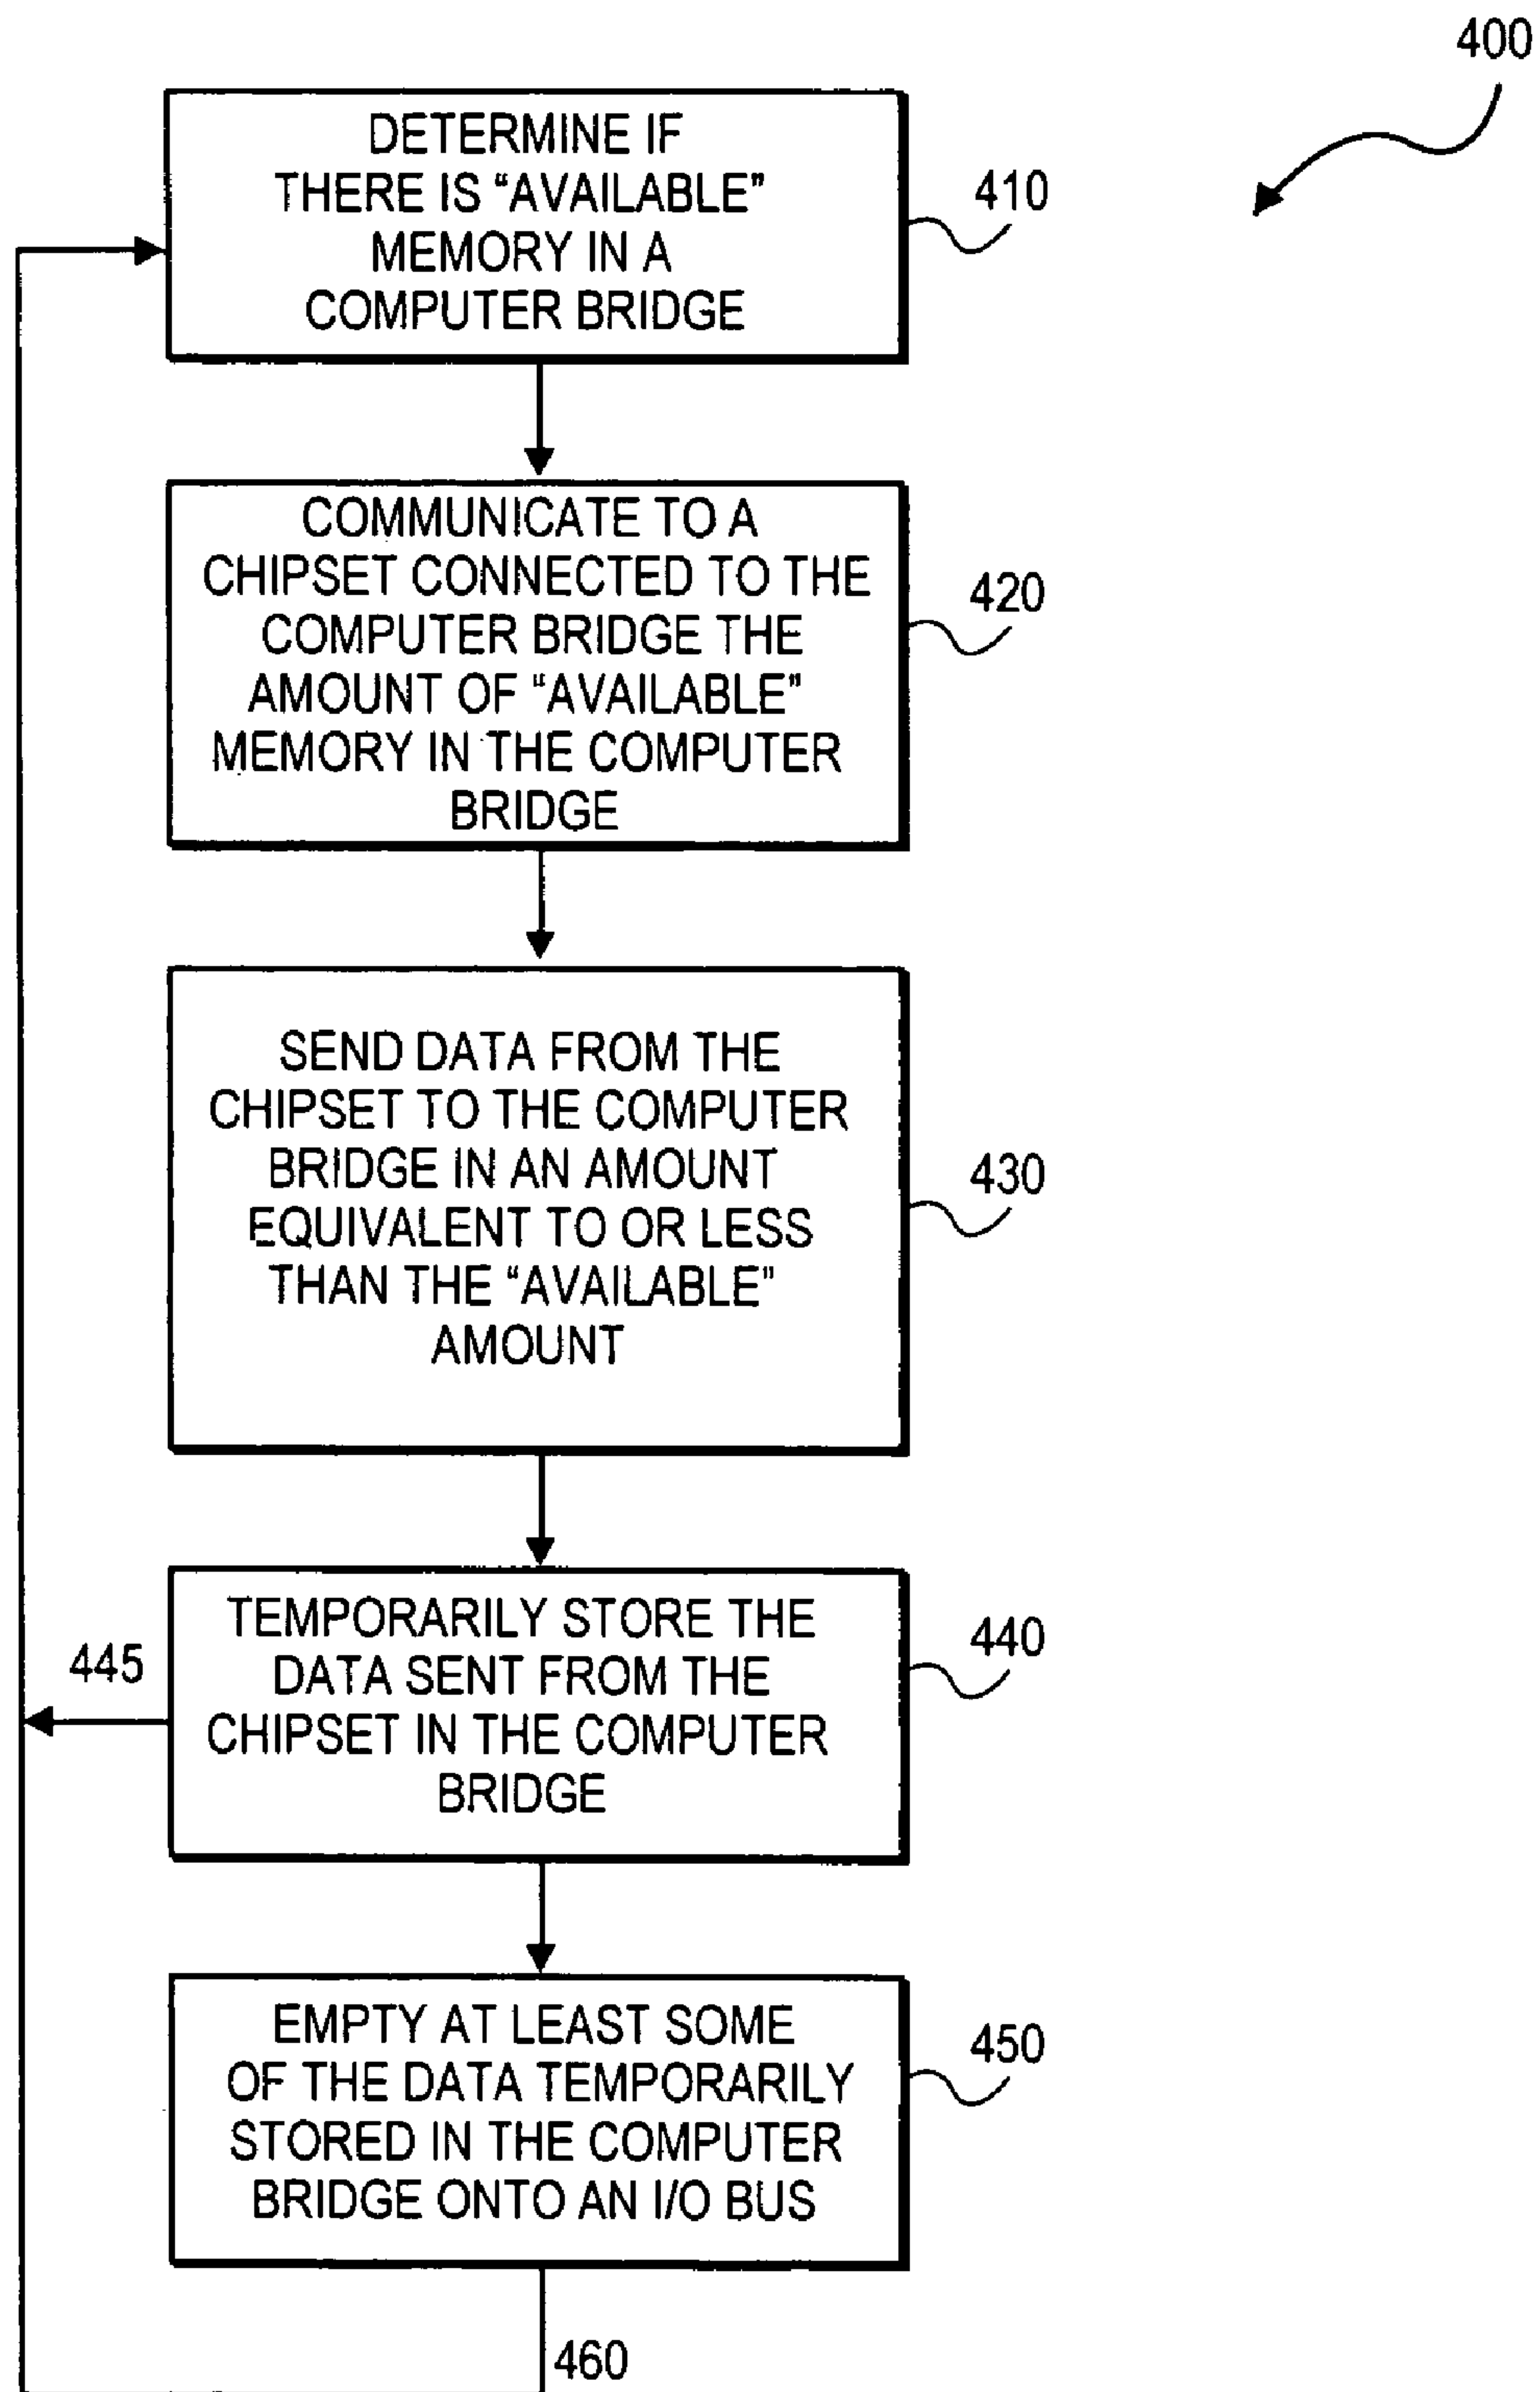 400
DETERMINE IF
THERE IS “AVAILABLE”
MEMORY IN A
COMPUTER BRIDGE
410
COMMUNICATE TO A
CHIPSET CONNECTED TO THE
COMPUTER BRIDGE THE
AMOUNT OF “AVAILABLE”
MEMORY IN THE COMPUTER
BRIDGE
420
SEND DATA FROM THE
CHIPSET TO THE COMPUTER
BRIDGE IN AN AMOUNT
EQUIVALENT TO OR LESS
THAN THE “AVAILABLE”
AMOUNT
430
TEMPORARILY STORE THE
DATA SENT FROM THE
CHIPSET IN THE COMPUTER
BRIDGE
440
445
EMPTY AT LEAST SOME
OF THE DATA TEMPORARILY
STORED IN THE COMPUTER
BRIDGE ONTO AN I/O BUS
450
460